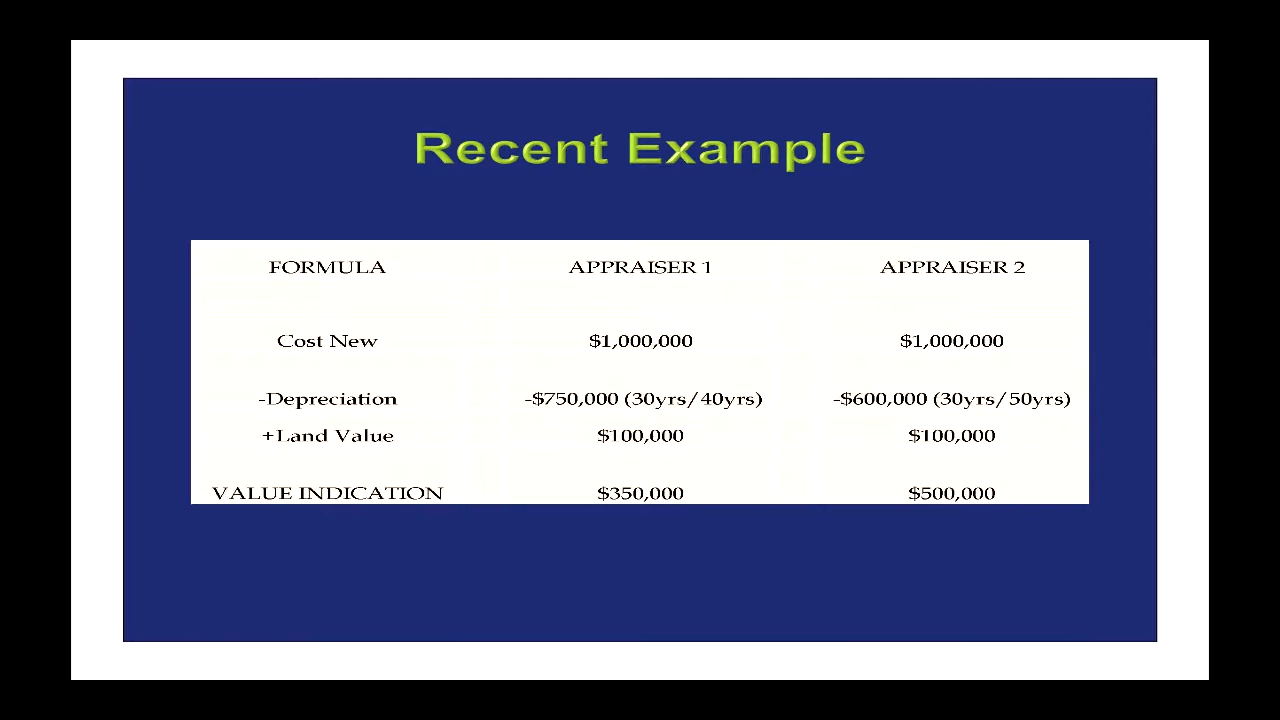 Recent Example
FORMULA APPRAISER 1 APPRAISER 2
Cost New $1,000,000 $1,000,000
-Depreciation -$750,000 (30yrs/40yrs) -$600,000 (30yrs/50yrs)
+Land Value $100,000 $100,000
VALUE INDICATION $350,000 $500,000